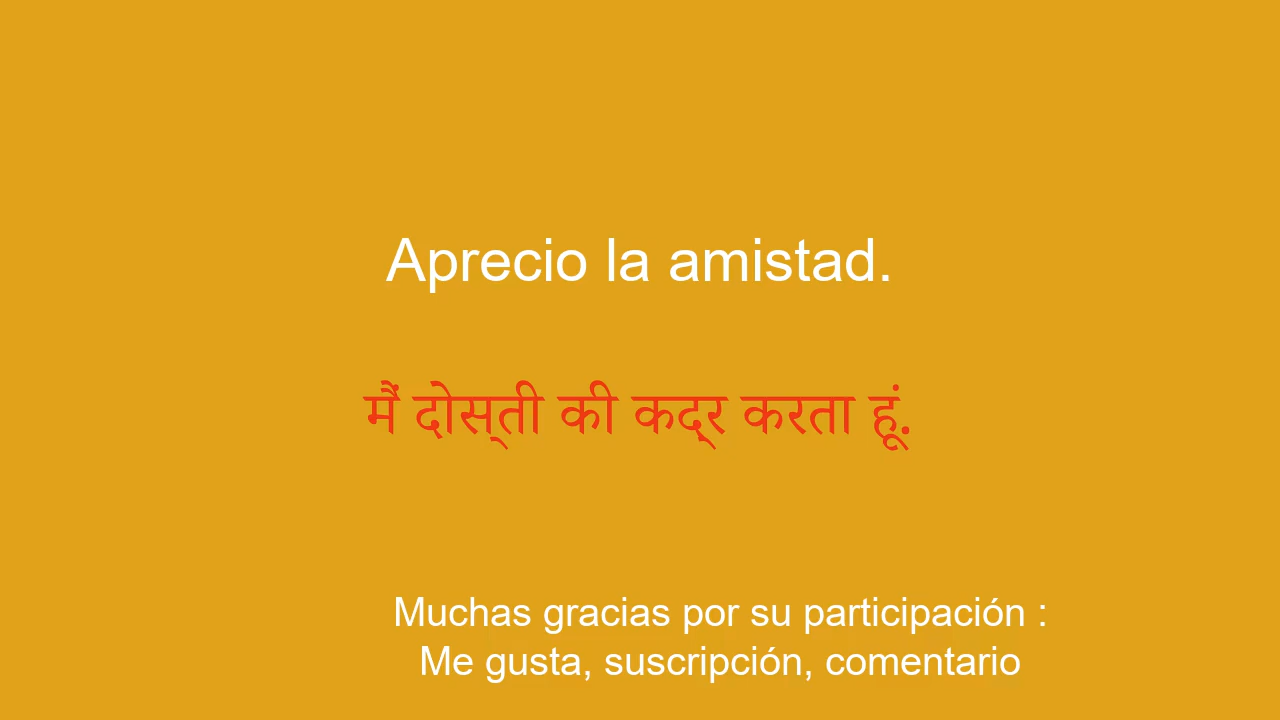 Aprecio la amistad.
मैं दोस्ती की कद्र करता हूं.
Muchas gracias por su participación :
Me gusta, suscripción, comentario